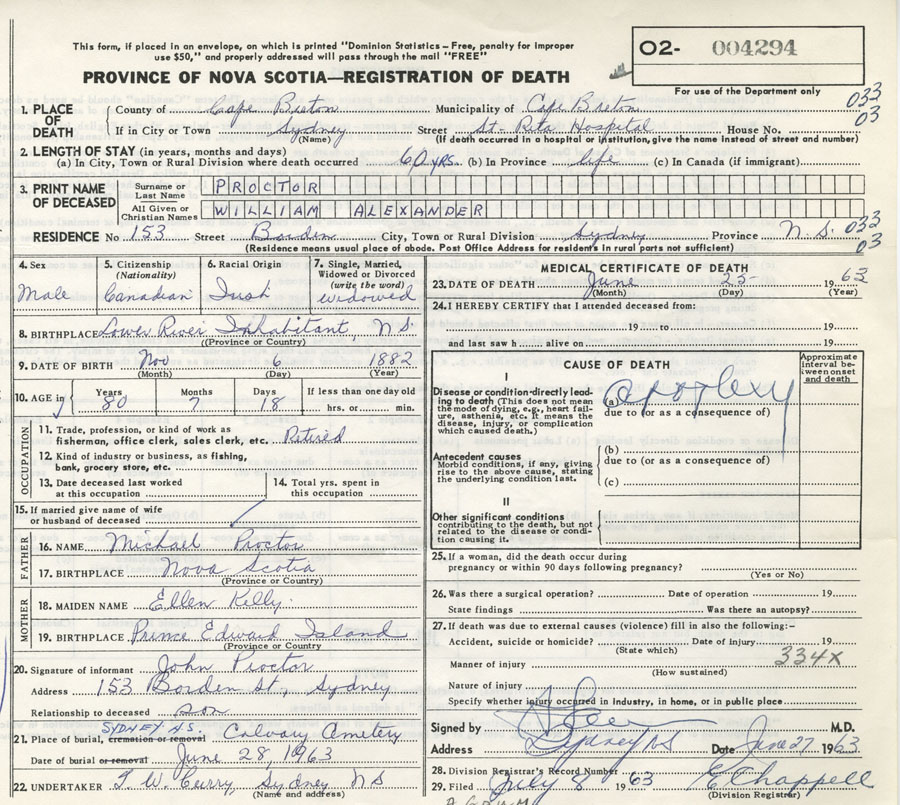 This form, if placed in an envelope, on which is printed "Dominion Statistics – Free, penalty for improper
use $50," and properly addressed will pass through the mail "FREE"
O2- 004294
For use of the Department only
PROVINCE OF NOVA SCOTIA—REGISTRATION OF DEATH
1. PLACE OF DEATH County of Cape Breton Municipality of Cape Breton 033
If in City or Town Sydney Street St. Rita Hospital House No. 03
(Name) (If death occurred in a hospital or institution, give the name instead of street and number)
2. LENGTH OF STAY (in years, months and days)
(a) In City, Town or Rural Division where death occurred 60 yrs. (b) In Province life (c) In Canada (if immigrant)
3. PRINT NAME OF DECEASED Surname or Last Name PROCTOR
All Given or Christian Names WILLIAM ALEXANDER
RESIDENCE No 153 Street Borden City, Town or Rural Division Sydney Province N.S. 033 03
(Residence means usual place of abode. Post Office Address for residents in rural parts not sufficient)
4. Sex 5. Citizenship (Nationality) 6. Racial Origin 7. Single, Married, Widowed or Divorced (write the word)
Male Canadian Irish widowed
8. BIRTHPLACE Lower River Inhabitant, N.S.
(Province or Country)
9. DATE OF BIRTH Nov 6 1882
(Month) (Day) (Year)
10. AGE in Years Months Days If less than one day old
80 7 18 hrs. or min.
OCCUPATION
11. Trade, profession, or kind of work as
fisherman, office clerk, sales clerk, etc. Retired
12. Kind of industry or business, as fishing,
bank, grocery store, etc.
13. Date deceased last worked at this occupation 14. Total yrs. spent in this occupation
15. If married give name of wife
or husband of deceased
FATHER
16. NAME Michael Proctor
17. BIRTHPLACE Nova Scotia
(Province or Country)
MOTHER
18. MAIDEN NAME Ellen Kelly.
19. BIRTHPLACE Prince Edward Island
(Province or Country)
20. Signature of informant John Proctor
Address 153 Borden St., Sydney
Relationship to deceased son
SYDNEY N.S.
21. Place of burial, cremation or removal Calvary Cemetery
Date of burial or removal June 28, 1963
22. UNDERTAKER T. W. Curry, Sydney NS
(Name and address)
MEDICAL CERTIFICATE OF DEATH
23. DATE OF DEATH June 25- 1963
(Month) (Day) (Year)
24. I HEREBY CERTIFY that I attended deceased from:
19 to 19
and last saw h alive on 19
CAUSE OF DEATH
Approximate interval between onset and death
I
Disease or condition directly leading to death (This does not mean the mode of dying, e.g., heart failure, asthenia, etc. It means the disease, injury, or complication which caused death.)
(a) apoplexy
due to (or as a consequence of)
Antecedent causes
Morbid conditions, if any, giving rise to the above cause, stating the underlying condition last.
(b)
due to (or as a consequence of)
(c)
II
Other significant conditions
contributing to the death, but not related to the disease or condition causing it.
25. If a woman, did the death occur during
pregnancy or within 90 days following pregnancy?
(Yes or No)
26. Was there a surgical operation? Date of operation 19
State findings Was there an autopsy?
27. If death was due to external causes (violence) fill in also the following:–
Accident, suicide or homicide? Date of injury 19
(State which)
334X
Manner of injury
(How sustained)
Nature of injury
Specify whether injury occurred in industry, in home, or in public place
Signed by M.D.
Address Sydney NS Date June 27 1963
28. Division Registrar's Record Number
29. Filed July 8 1963 E Chappell
(Division Registrar)